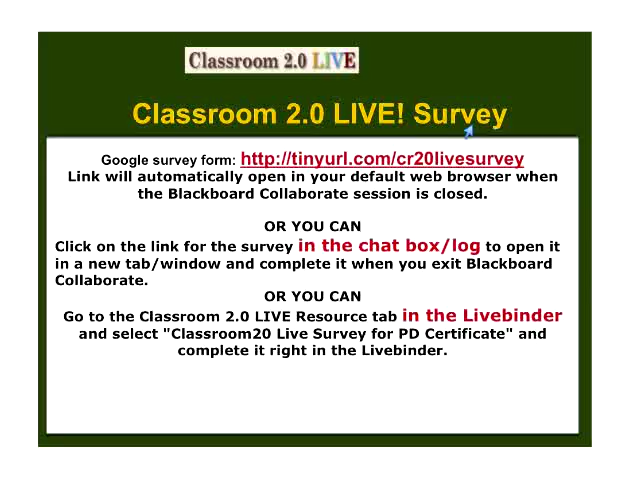 Classroom 2.0 LIVE
Classroom 2.0 LIVE! Survey
Google survey form: http://tinyurl.com/cr20livesurvey
Link will automatically open in your default web browser when
the Blackboard Collaborate session is closed.
OR YOU CAN
Click on the link for the survey in the chat box/log to open it
in a new tab/window and complete it when you exit Blackboard
Collaborate.
OR YOU CAN
Go to the Classroom 2.0 LIVE Resource tab in the Livebinder
and select "Classroom20 Live Survey for PD Certificate" and
complete it right in the Livebinder.